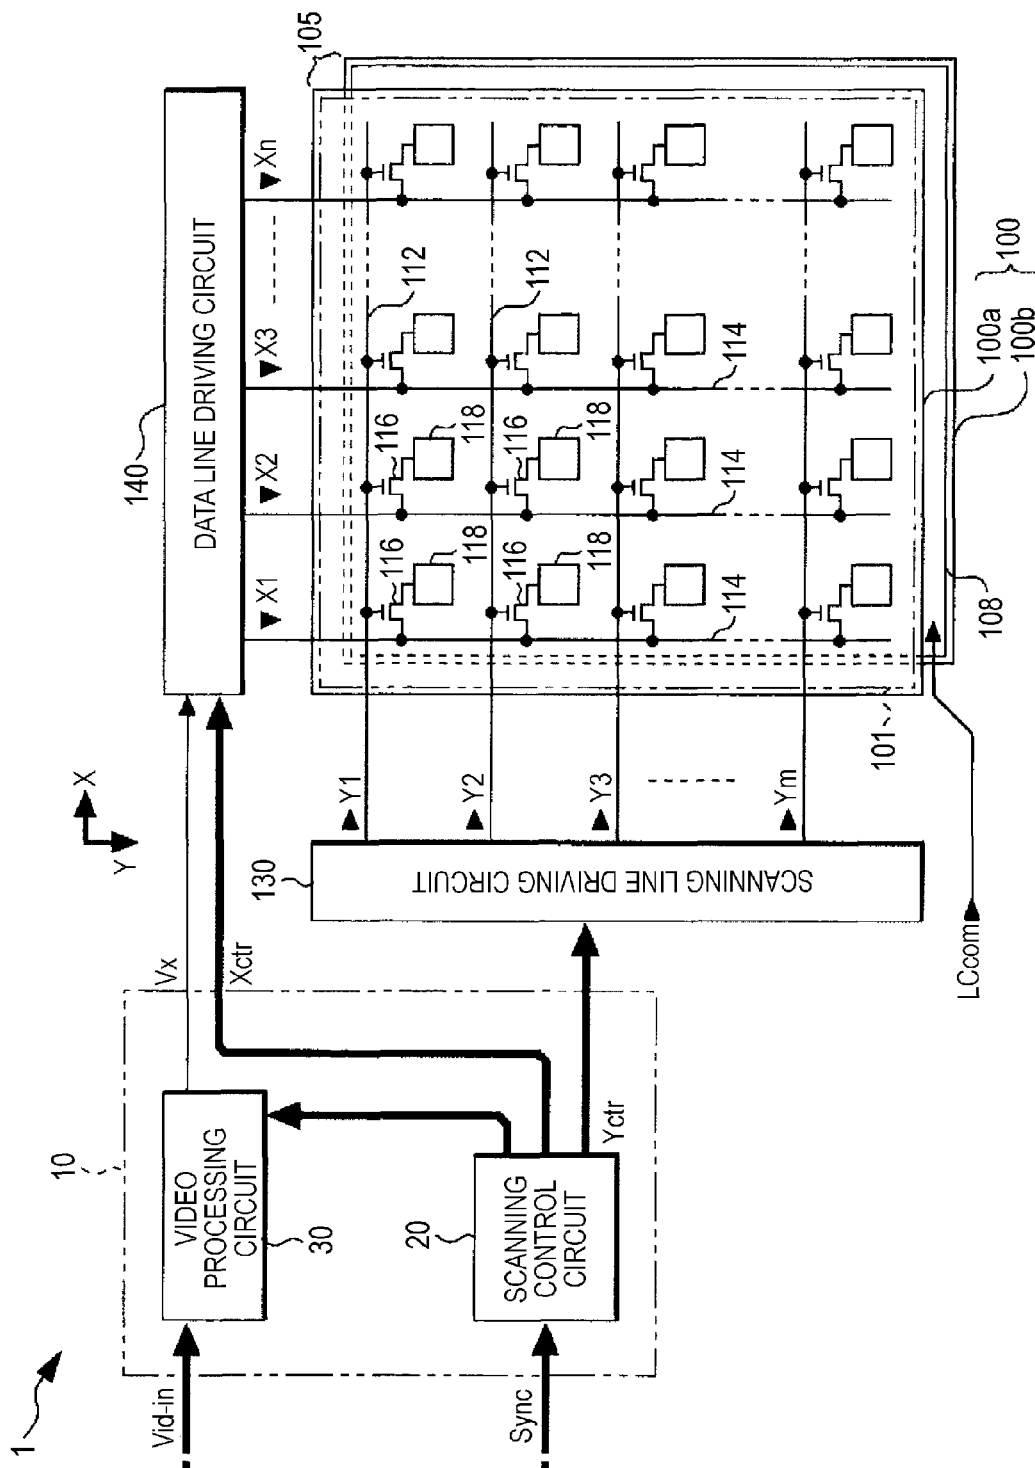 1
Vid-in
Sync
10
VIDEO
PROCESSING
CIRCUIT
30
20
SCANNING
CONTROL
CIRCUIT
Vx
Xctr
Yctr
X
Y
140
DATA LINE DRIVING CIRCUIT
X1
X2
X3
Xn
105
130
SCANNING LINE DRIVING CIRCUIT
Y1
Y2
Y3
Ym
112
112
116
116
118
118
116
116
118
118
114
114
114
101
108
100a
100b
100
LCcom